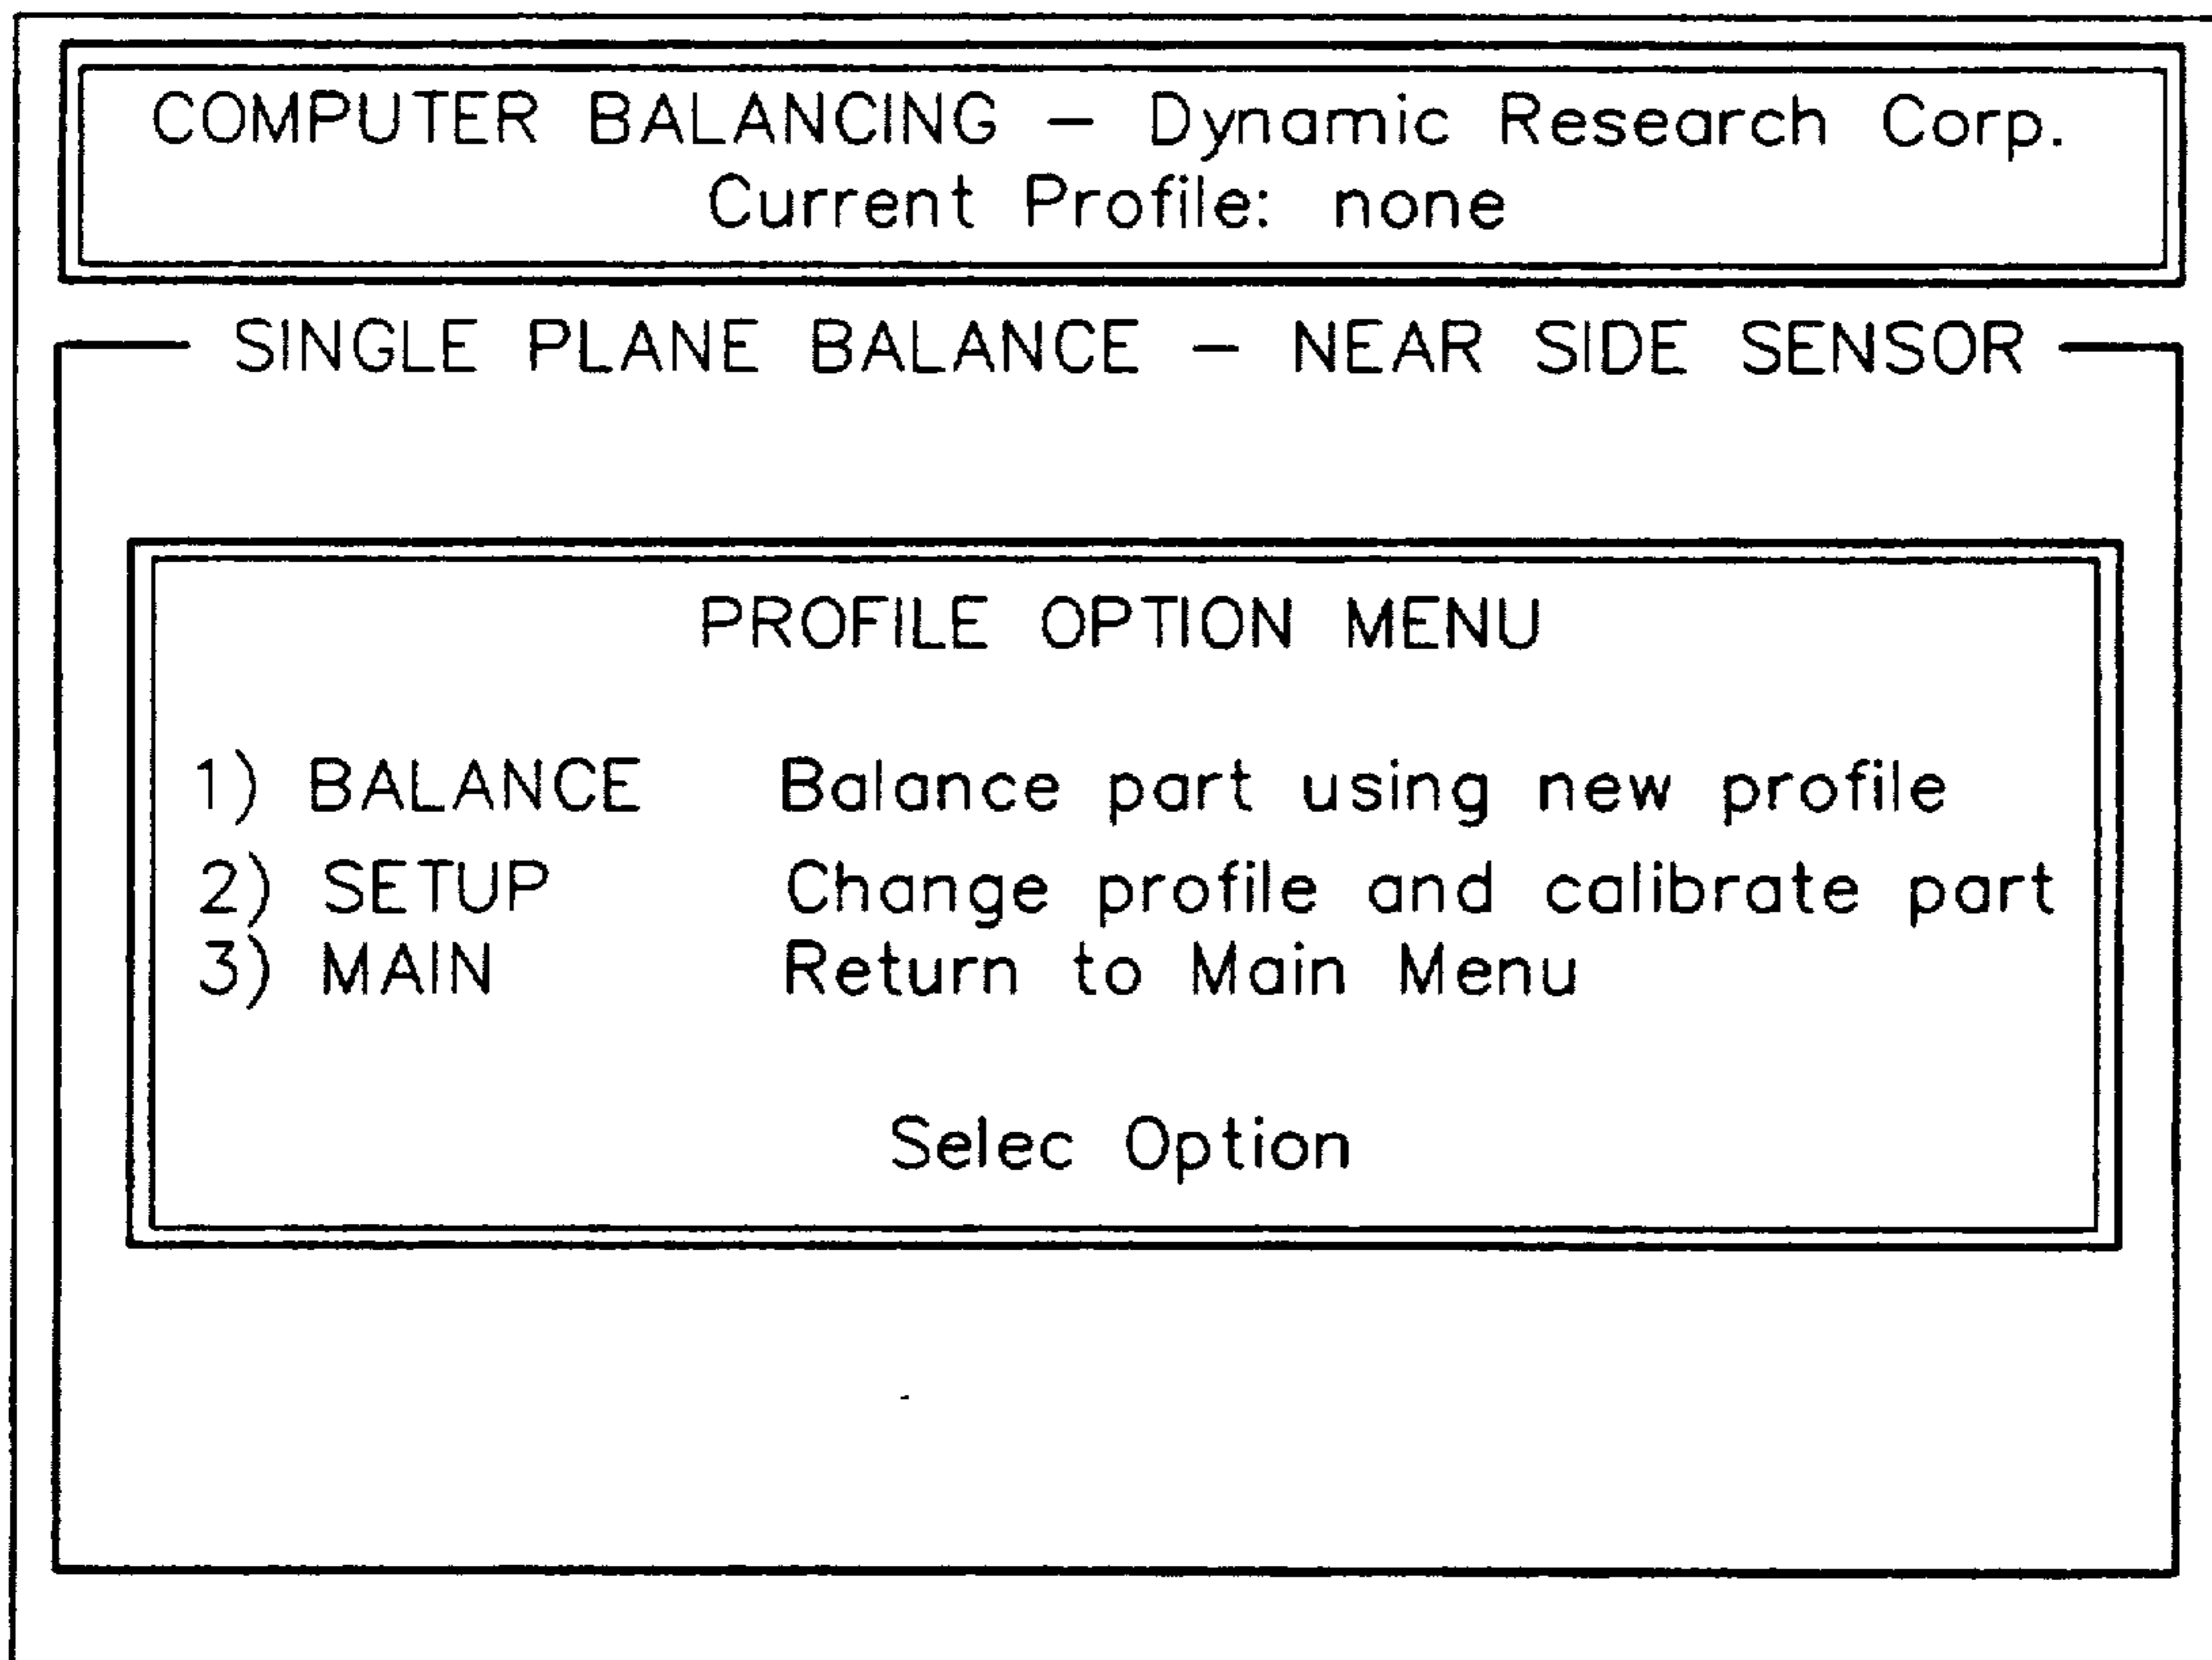 COMPUTER BALANCING – Dynamic Research Corp.
Current Profile: none
SINGLE PLANE BALANCE – NEAR SIDE SENSOR
PROFILE OPTION MENU
1) BALANCE Balance part using new profile
2) SETUP Change profile and calibrate part
3) MAIN Return to Main Menu
Selec Option